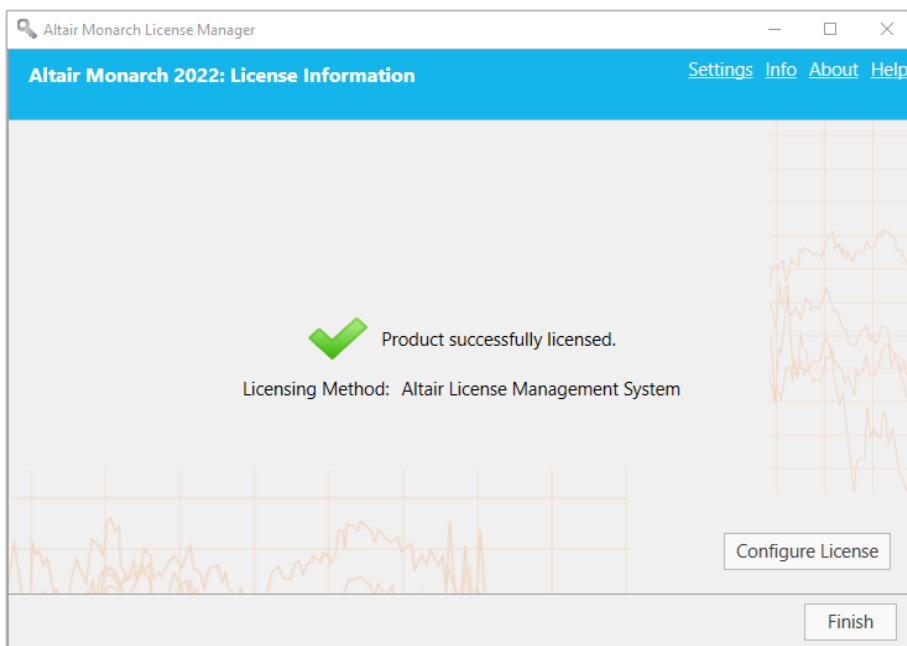 Altair Monarch License Manager
Altair Monarch 2022: License Information
Settings Info About Help
Product successfully licensed.
Licensing Method: Altair License Management System
Configure License
Finish